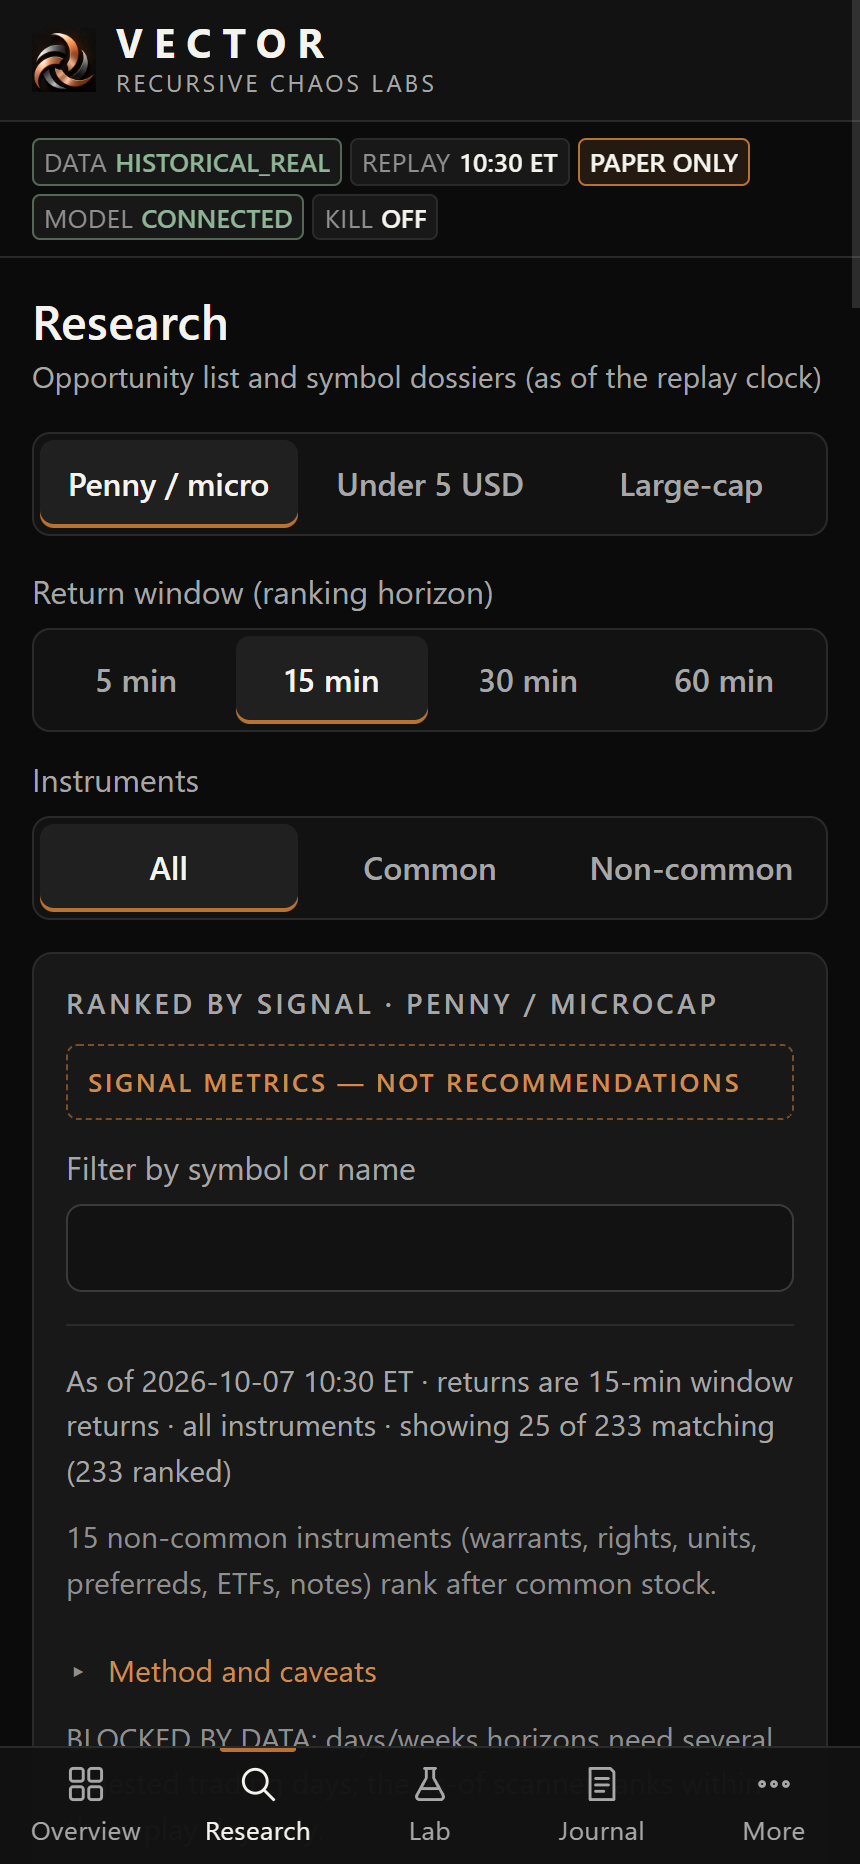 VECTOR
RECURSIVE CHAOS LABS
DATA HISTORICAL_REAL REPLAY 10:30 ET PAPER ONLY
MODEL CONNECTED KILL OFF
Research
Opportunity list and symbol dossiers (as of the replay clock)
Penny / micro Under 5 USD Large-cap
Return window (ranking horizon)
5 min 15 min 30 min 60 min
Instruments
All Common Non-common
RANKED BY SIGNAL · PENNY / MICROCAP
SIGNAL METRICS — NOT RECOMMENDATIONS
Filter by symbol or name
As of 2026-10-07 10:30 ET · returns are 15-min window
returns · all instruments · showing 25 of 233 matching
(233 ranked)
15 non-common instruments (warrants, rights, units,
preferreds, ETFs, notes) rank after common stock.
▸ Method and caveats
BLOCKED BY DATA: days/weeks horizons need several
Overview Research Lab Journal More